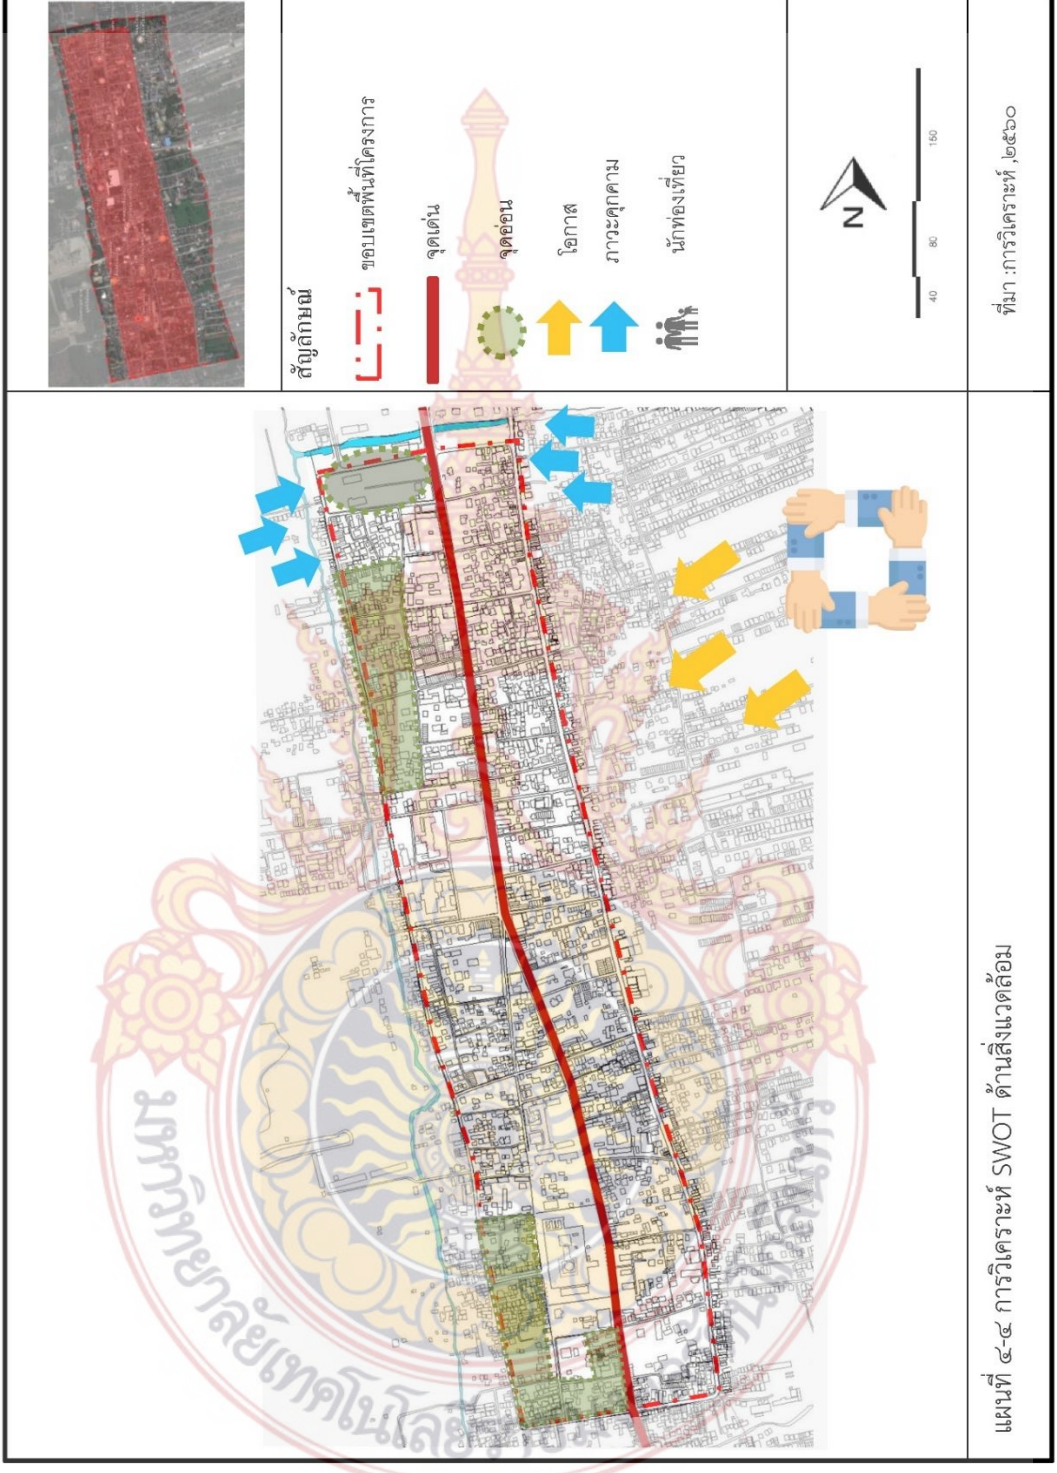 สัญลักษณ์
ขอบเขตพื้นที่โครงการ
จุดเด่น
จุดอ่อน
โอกาส
ภาวะคุกคาม
นักท่องเที่ยว
N
40 80 160
ที่มา :การวิเคราะห์ ,๒๕๖๐
แผนที่ ๔-๔ การวิเคราะห์ SWOT ด้านสิ่งแวดล้อม
มหาวิทยาลัยเทคโนโลยี